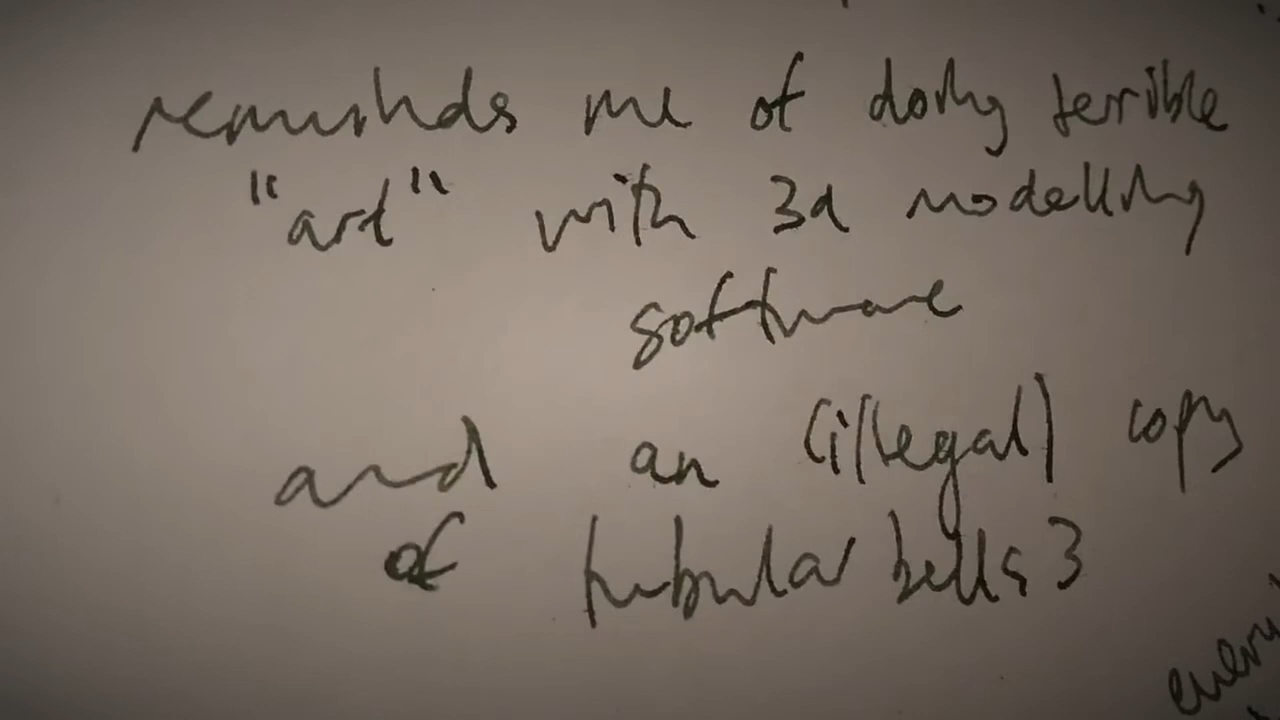 reminds me of doing terrible
"art" with 3d modelling
software
and an (illegal) copy
of tubular bells 3